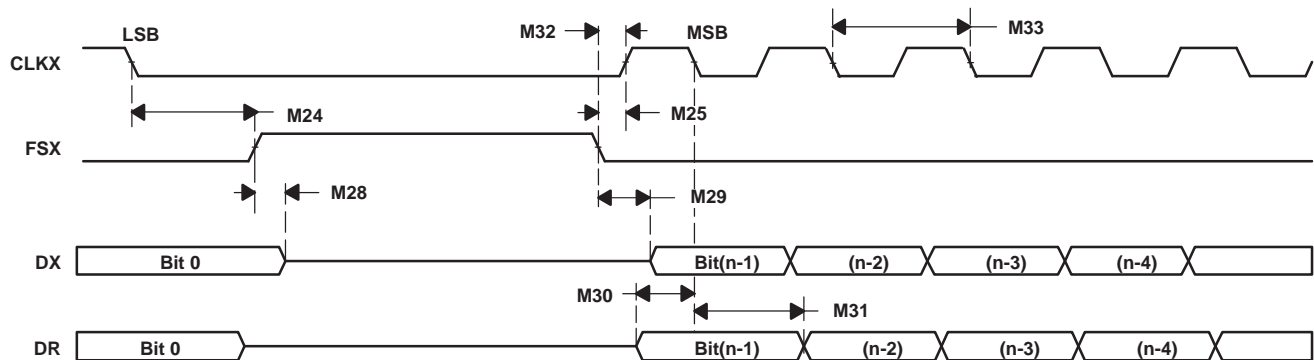 LSB M32 MSB M33
CLKX
M24 M25
FSX
M28 M29
DX Bit 0 Bit(n-1) (n-2) (n-3) (n-4)
M30 M31
DR Bit 0 Bit(n-1) (n-2) (n-3) (n-4)